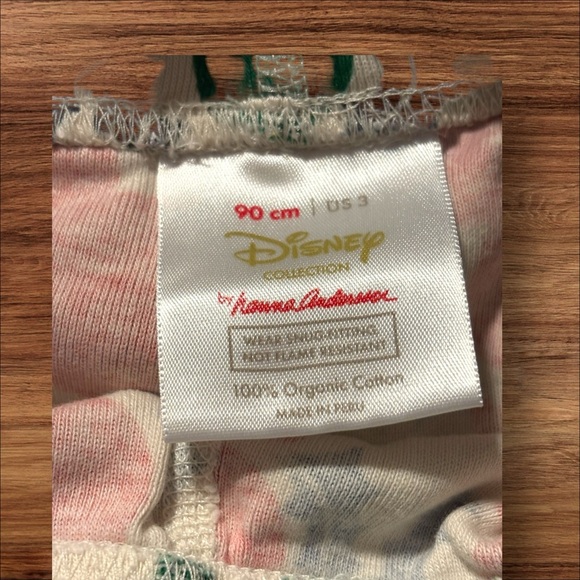 90 cm | US 3
Disney
COLLECTION
by hanna Andersson
WEAR SNUG-FITTING
NOT FLAME RESISTANT
100% Organic Cotton
MADE IN PERU